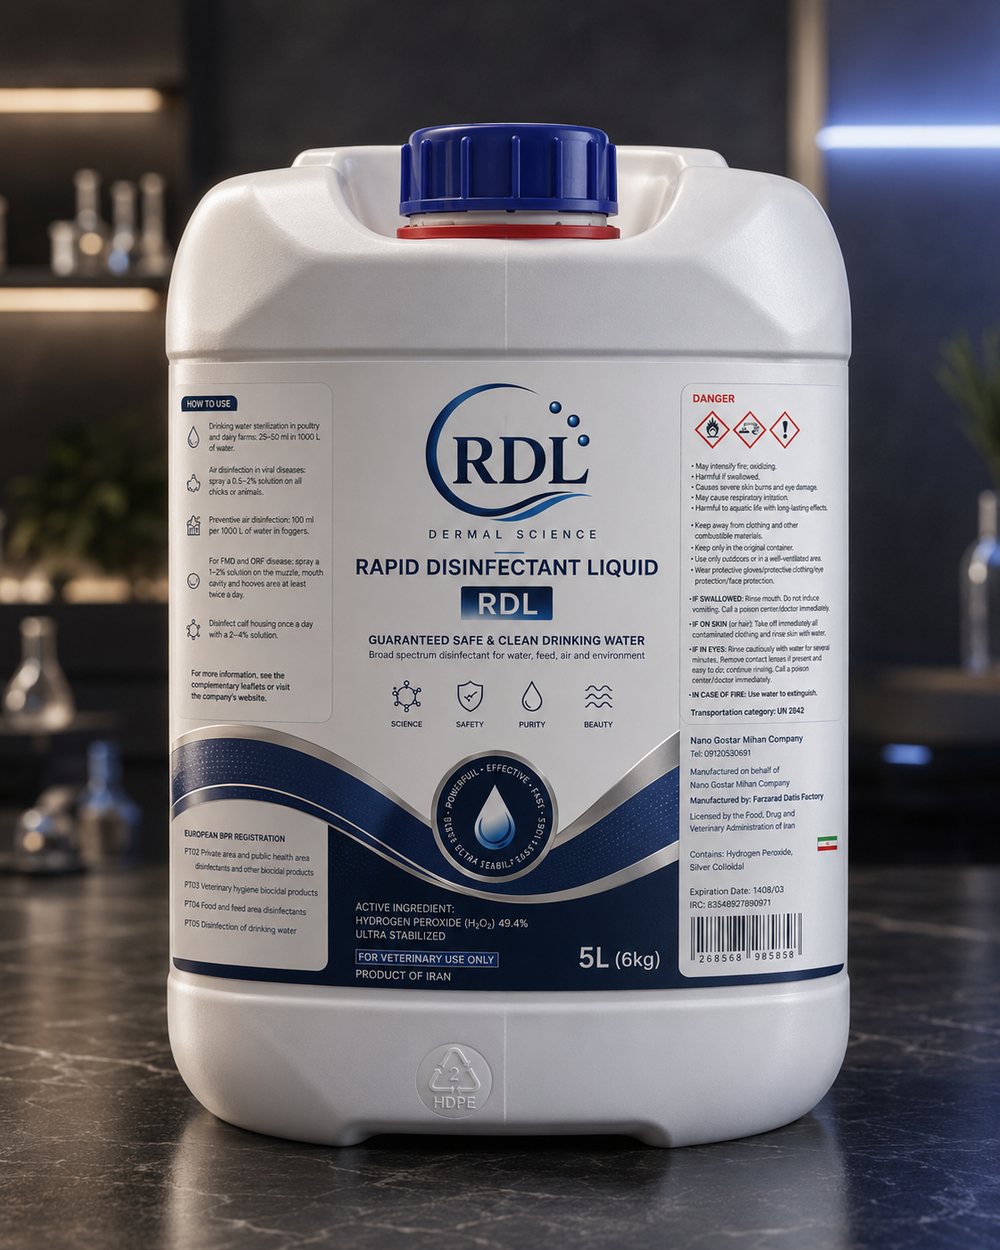 HOW TO USE
Drinking water sterilization in poultry
and dairy farms: 25–50 ml in 1000 L
of water.
Air disinfection in viral diseases:
spray a 0.5–2% solution on all
chicks or animals.
Preventive air disinfection: 100 ml
per 1000 L of water in foggers.
For FMD and ORF disease: spray a
1–2% solution on the muzzle, mouth
cavity and hooves area at least
twice a day.
Disinfect calf housing once a day
with a 2–4% solution.
For more information, see the
complementary leaflets or visit
the company's website.
EUROPEAN BPR REGISTRATION
PT02 Private area and public health area
disinfectants and other biocidal products
PT03 Veterinary hygiene biocidal products
PT04 Food and feed area disinfectants
PT05 Disinfection of drinking water
RDL
DERMAL SCIENCE
RAPID DISINFECTANT LIQUID
RDL
GUARANTEED SAFE & CLEAN DRINKING WATER
Broad spectrum disinfectant for water, feed, air and environment
SCIENCE SAFETY PURITY BEAUTY
POWERFUIL - EFFECTIVE - FAST
ACTIVE INGREDIENT:
HYDROGEN PEROXIDE (H₂O₂) 49.4%
ULTRA STABILIZED
FOR VETERINARY USE ONLY
PRODUCT OF IRAN
5L (6kg)
DANGER
• May intensify fire; oxidizing.
• Harmful if swallowed.
• Causes severe skin burns and eye damage.
• May cause respiratory irritation.
• Harmful to aquatic life with long-lasting effects.
• Keep away from clothing and other
combustible materials.
• Keep only in the original container.
• Use only outdoors or in a well-ventilated area.
• Wear protective gloves/protective clothing/eye
protection/face protection.
• IF SWALLOWED: Rinse mouth. Do not induce
vomiting. Call a poison center/doctor immediately.
• IF ON SKIN (or hair): Take off immediately all
contaminated clothing and rinse skin with water.
• IF IN EYES: Rinse cautiously with water for several
minutes. Remove contact lenses if present and
easy to do; continue rinsing. Call a poison
center/doctor immediately.
• IN CASE OF FIRE: Use water to extinguish.
Transportation category: UN 2842
Nano Gostar Mihan Company
Tel: 09120530691
Manufactured on behalf of
Nano Gostar Mihan Company
Manufactured by: Farzarad Datis Factory
Licensed by the Food, Drug and
Veterinary Administration of Iran
Contains: Hydrogen Peroxide,
Silver Colloidal
Expiration Date: 1408/03
IRC: 83548927890971
268568 985858
2
HDPE